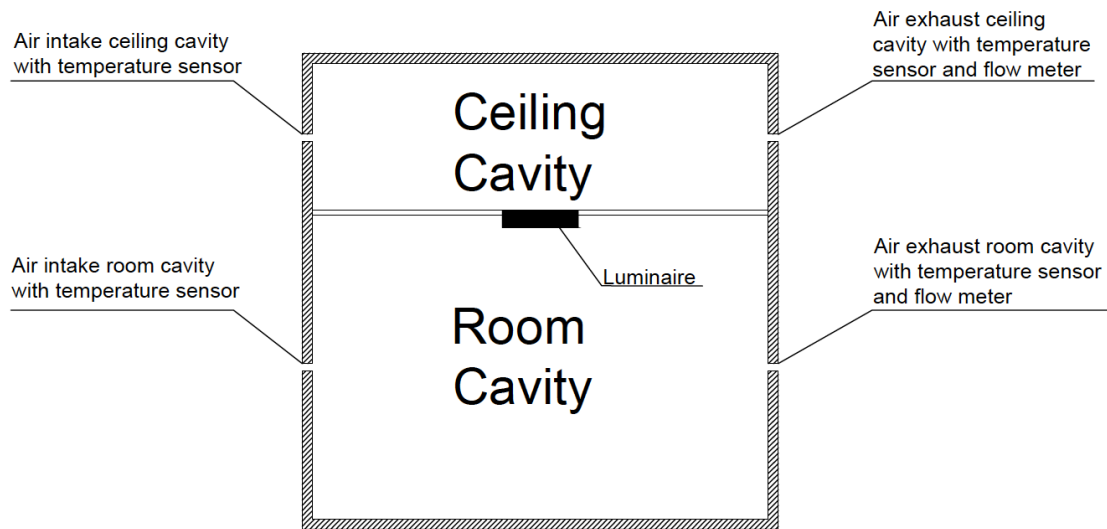 Air intake ceiling cavity
with temperature sensor
Air exhaust ceiling
cavity with temperature
sensor and flow meter
Ceiling
Cavity
Air intake room cavity
with temperature sensor
Luminaire
Air exhaust room cavity
with temperature sensor
and flow meter
Room
Cavity